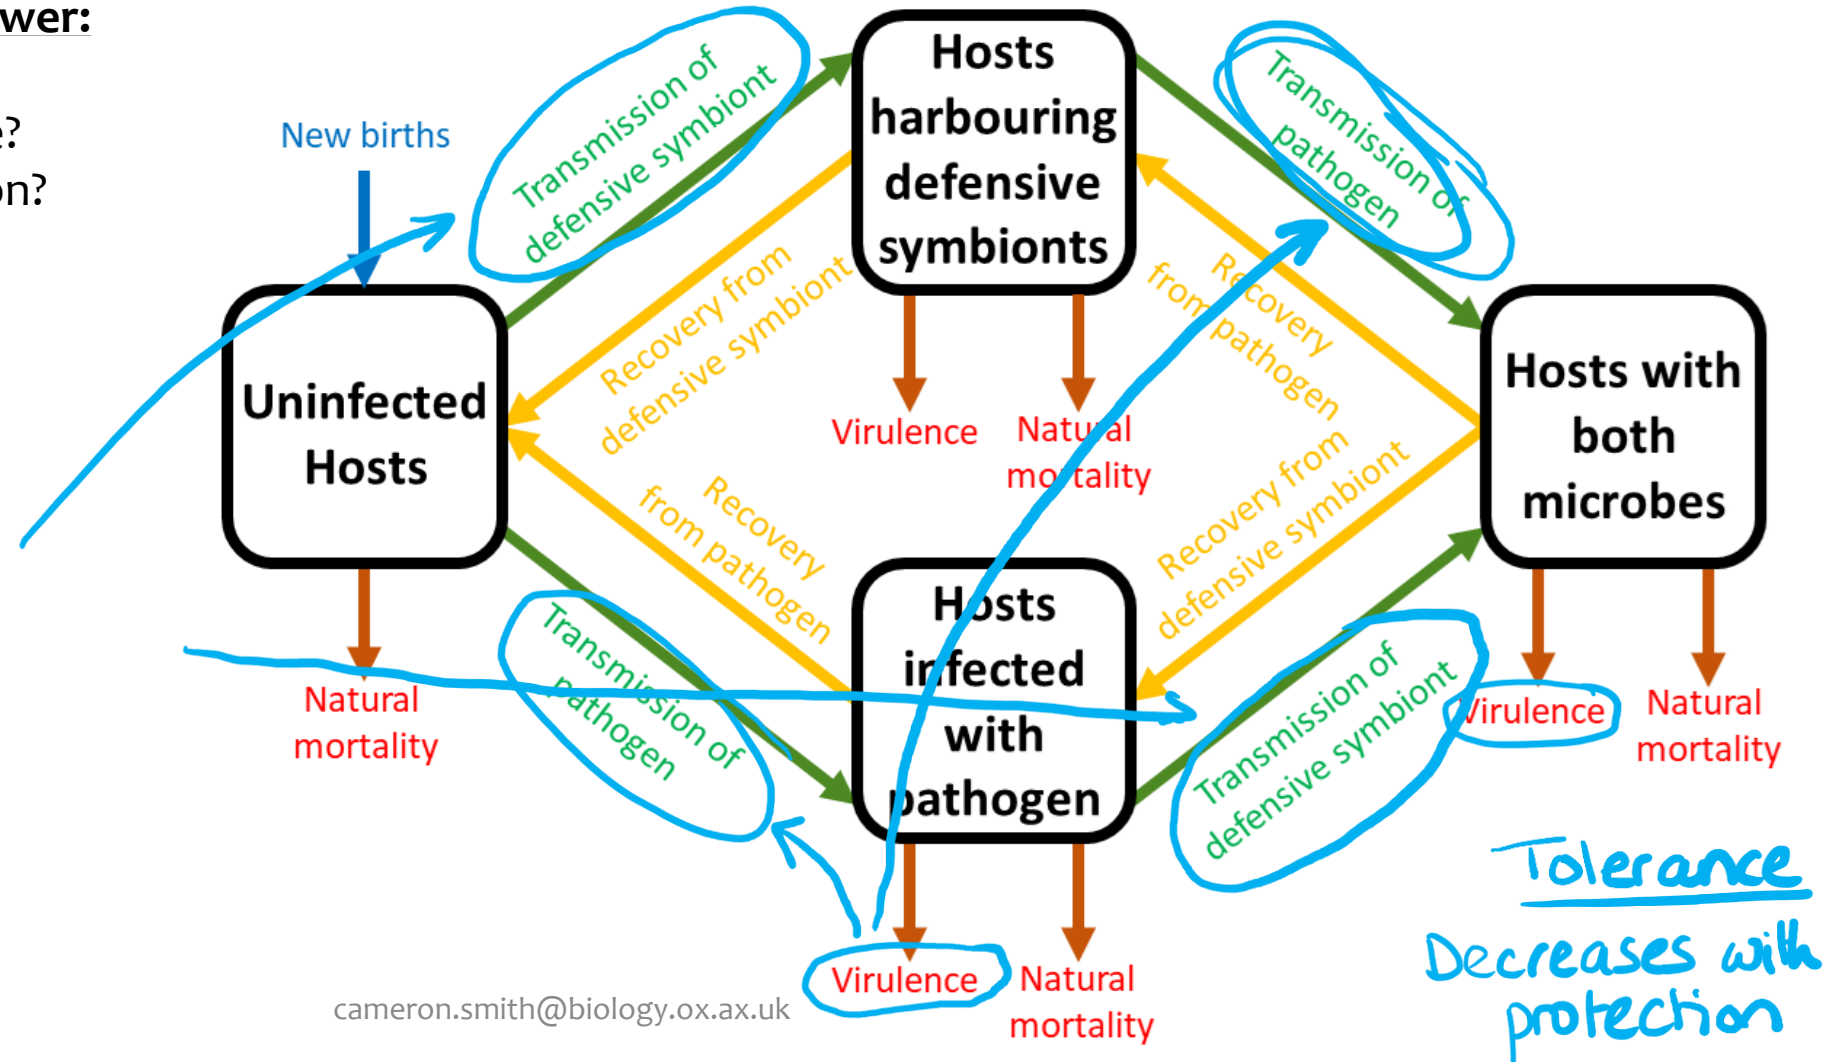 wer:
e?
on?
New births
Transmission of
defensive symbiont
Hosts
harbouring
defensive
symbionts
Transmission of
pathogen
Recovery from
defensive symbiont
Recovery
from pathogen
Uninfected
Hosts
Virulence
Natural
mortality
Hosts with
both
microbes
Recovery
from pathogen
Recovery from
defensive symbiont
Natural
mortality
Transmission of
pathogen
Hosts
infected
with
pathogen
Transmission of
defensive symbiont
Virulence
Natural
mortality
Virulence
Natural
mortality
Tolerance
Decreases with
protection
cameron.smith@biology.ox.ax.uk